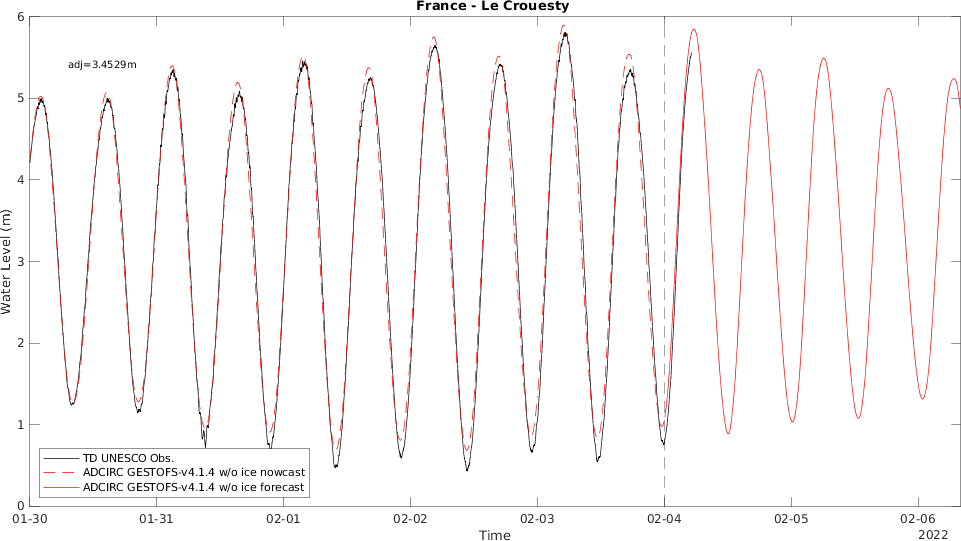 France - Le Crouesty
adj=3.4529m
6
5
4
3
2
1
0
Water Level (m)
TD UNESCO Obs.
ADCIRC GESTOFS-v4.1.4 w/o ice nowcast
ADCIRC GESTOFS-v4.1.4 w/o ice forecast
01-30
01-31
02-01
02-02
02-03
02-04
02-05
02-06
Time
2022